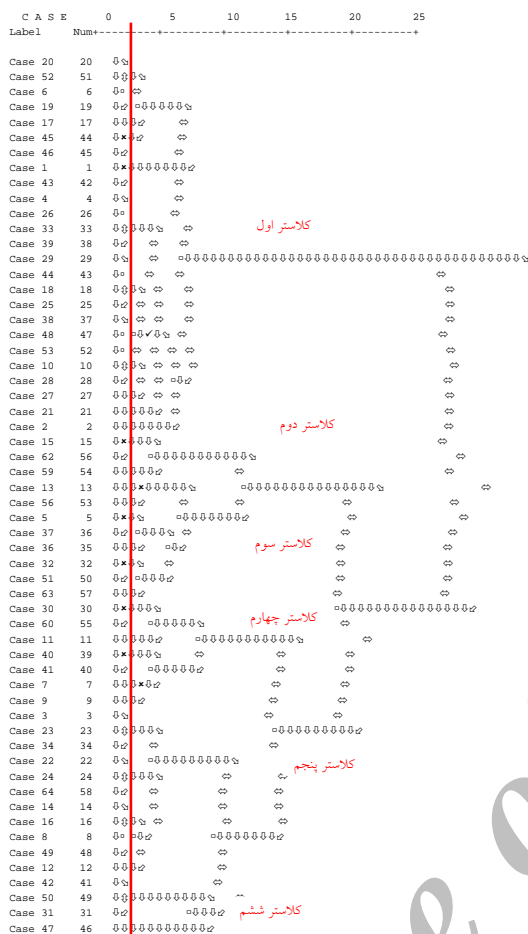 C A S E 0 5 10 15 20 25
Label Num+---------+---------+---------+---------+---------+
Case 20 20
Case 52 51
Case 6 6
Case 19 19
Case 17 17
Case 45 44
Case 46 45
Case 1 1
Case 43 42
Case 4 4
Case 26 26
Case 33 33 کلاستر اول
Case 39 38
Case 29 29
Case 44 43
Case 18 18
Case 25 25
Case 38 37
Case 48 47
Case 53 52
Case 10 10
Case 28 28
Case 27 27
Case 21 21
Case 2 2 کلاستر دوم
Case 15 15
Case 62 56
Case 59 54
Case 13 13
Case 56 53
Case 5 5
Case 37 36
Case 36 35 کلاستر سوم
Case 32 32
Case 51 50
Case 63 57
Case 30 30
Case 60 55 کلاستر چهارم
Case 11 11
Case 40 39
Case 41 40
Case 7 7
Case 9 9
Case 3 3
Case 23 23
Case 34 34
Case 22 22 کلاستر پنجم
Case 24 24
Case 64 58
Case 14 14
Case 16 16
Case 8 8
Case 49 48
Case 12 12
Case 42 41
Case 50 49
Case 31 31 کلاستر ششم
Case 47 46